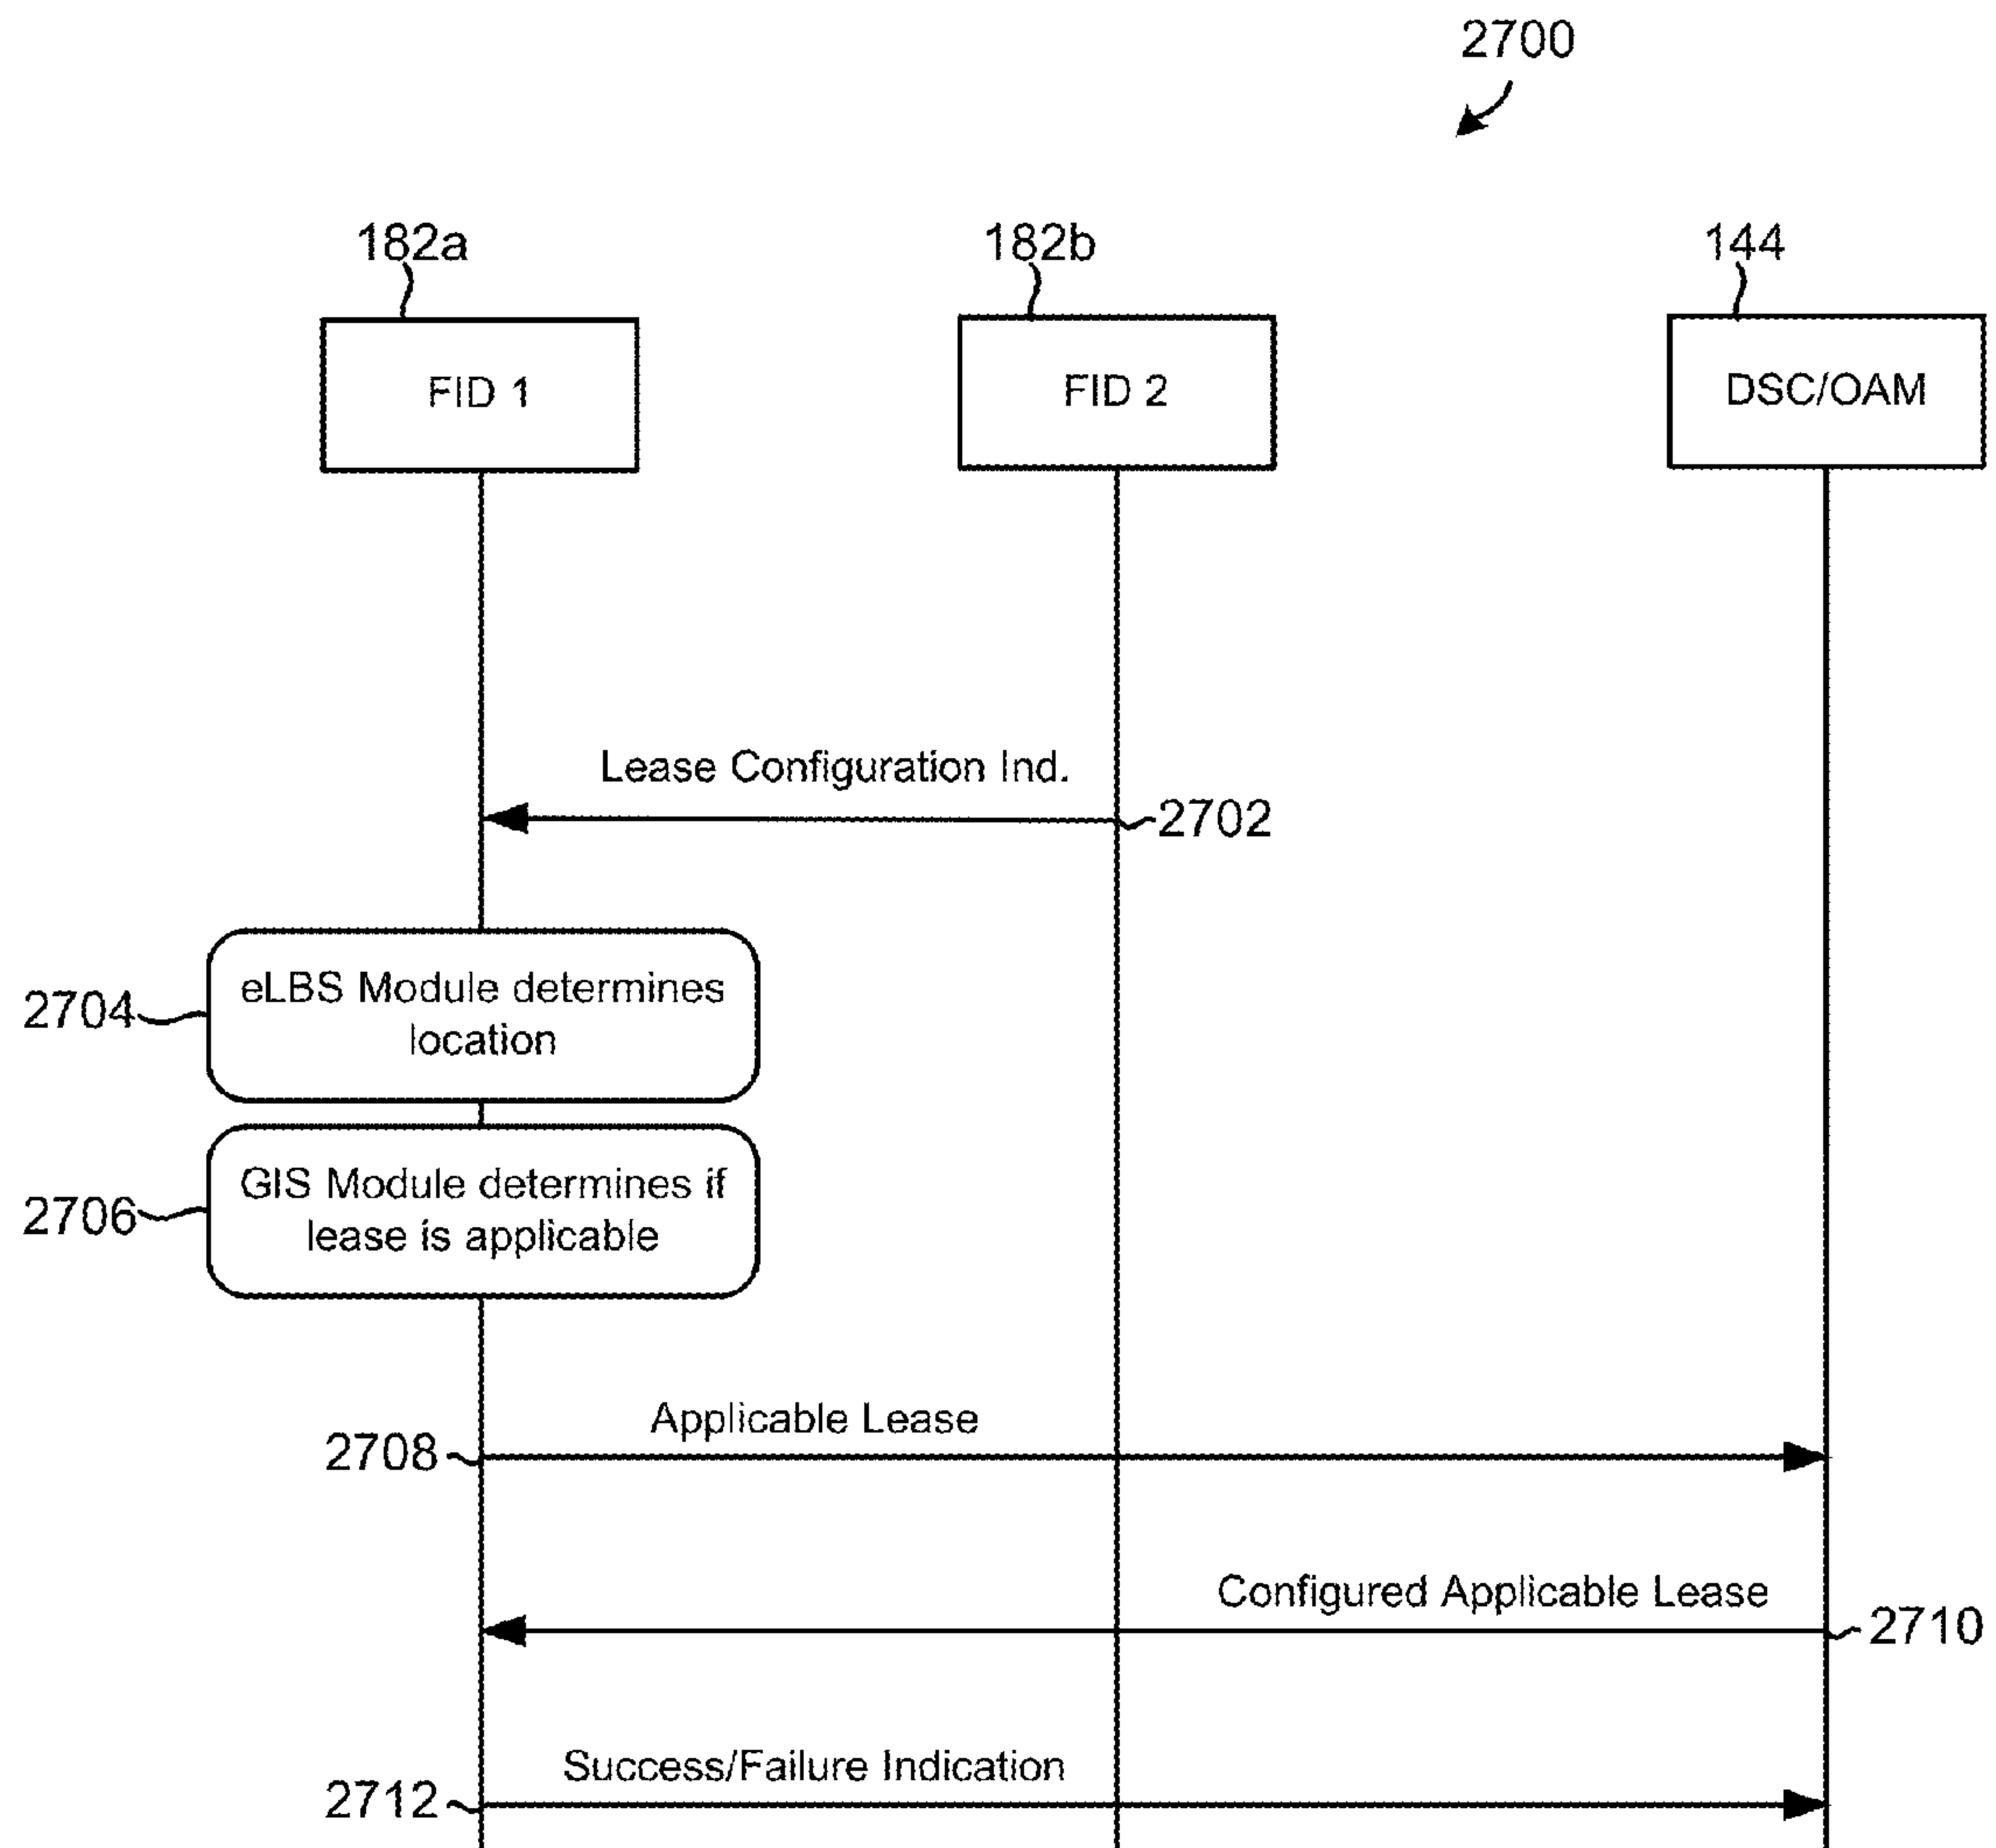 2700
182a
182b
144
FID 1
FID 2
DSC/OAM
Lease Configuration Ind.
2702
eLBS Module determines
location
2704
GIS Module determines if
lease is applicable
2706
Applicable Lease
2708
Configured Applicable Lease
2710
Success/Failure Indication
2712